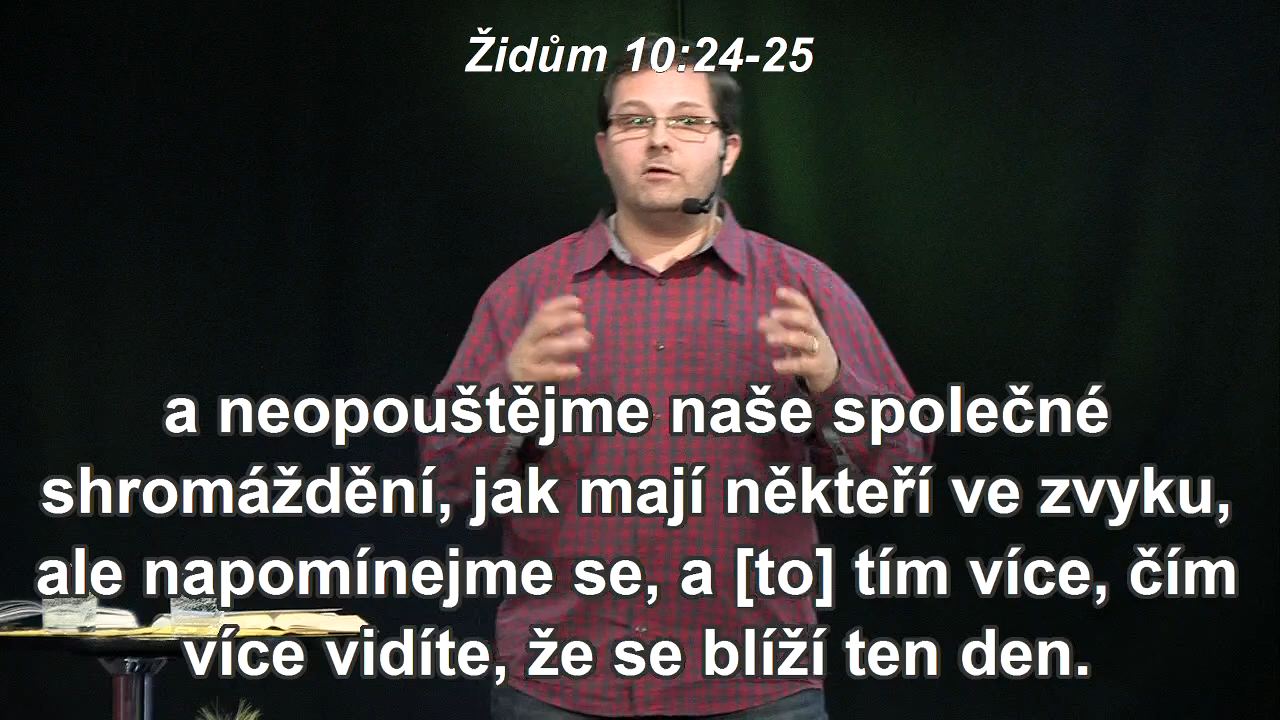 Židům 10:24-25
a neopouštějme naše společné
shromáždění, jak mají někteří ve zvyku,
ale napomínejme se, a [to] tím více, čím
více vidíte, že se blíží ten den.